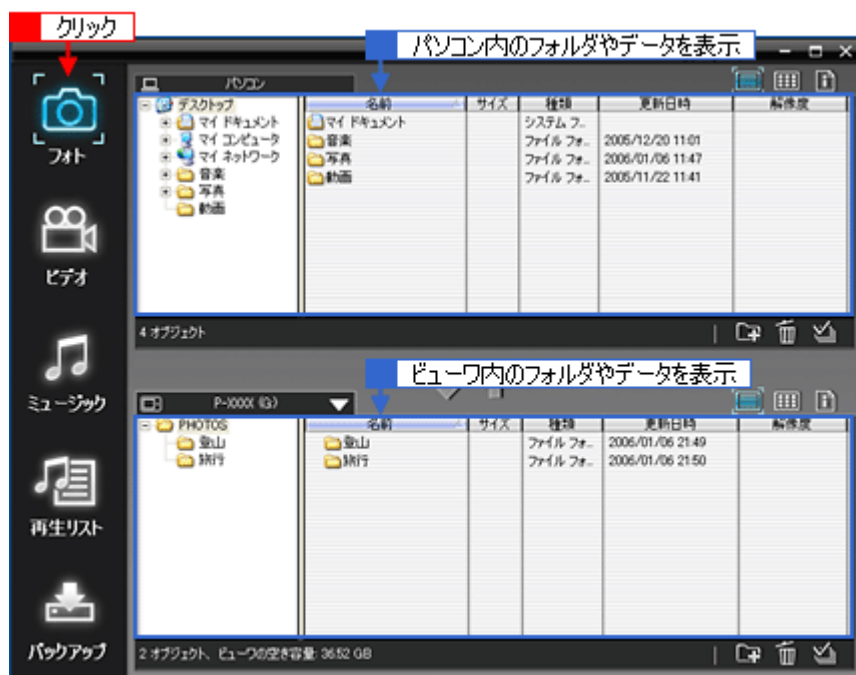 クリック
パソコン内のフォルダやデータを表示
パソコン
フォト
ビデオ
ミュージック
再生リスト
バックアップ
デスクトップ
マイ ドキュメント
マイ コンピュータ
マイ ネットワーク
音楽
写真
動画
名前 サイズ 種類 更新日時 解像度
マイ ドキュメント システム フ...
音楽 ファイル フォ... 2005/12/20 11:01
写真 ファイル フォ... 2006/01/06 11:47
動画 ファイル フォ... 2005/11/22 11:41
4 オブジェクト
ビューワ内のフォルダやデータを表示
P-XXXX (G:)
PHOTOS
登山
旅行
名前 サイズ 種類 更新日時 解像度
登山 ファイル フォ... 2006/01/06 21:49
旅行 ファイル フォ... 2006/01/06 21:50
2 オブジェクト、ビューワの空き容量: 36.52 GB